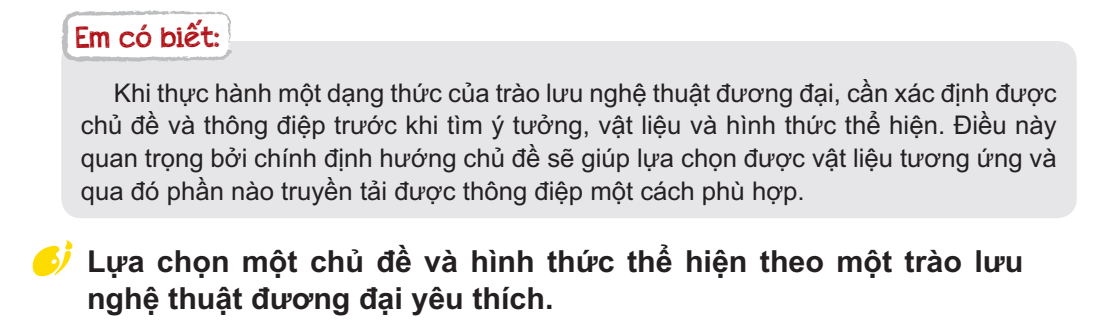 Em có biết:
Khi thực hành một dạng thức của trào lưu nghệ thuật đương đại, cần xác định được
chủ đề và thông điệp trước khi tìm ý tưởng, vật liệu và hình thức thể hiện. Điều này
quan trọng bởi chính định hướng chủ đề sẽ giúp lựa chọn được vật liệu tương ứng và
qua đó phần nào truyền tải được thông điệp một cách phù hợp.
Lựa chọn một chủ đề và hình thức thể hiện theo một trào lưu
nghệ thuật đương đại yêu thích.